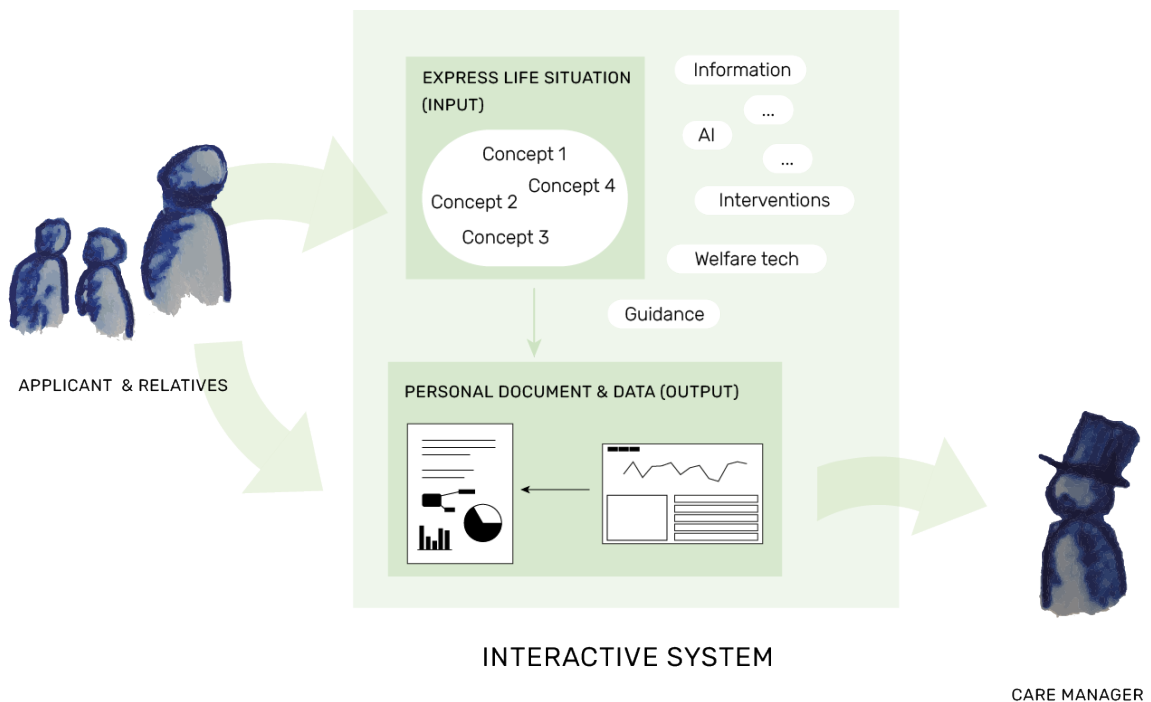 EXPRESS LIFE SITUATION
(INPUT)
Concept 1
Concept 4
Concept 2
Concept 3
Information
...
AI
...
Interventions
Welfare tech
Guidance
APPLICANT & RELATIVES
PERSONAL DOCUMENT & DATA (OUTPUT)
INTERACTIVE SYSTEM
CARE MANAGER